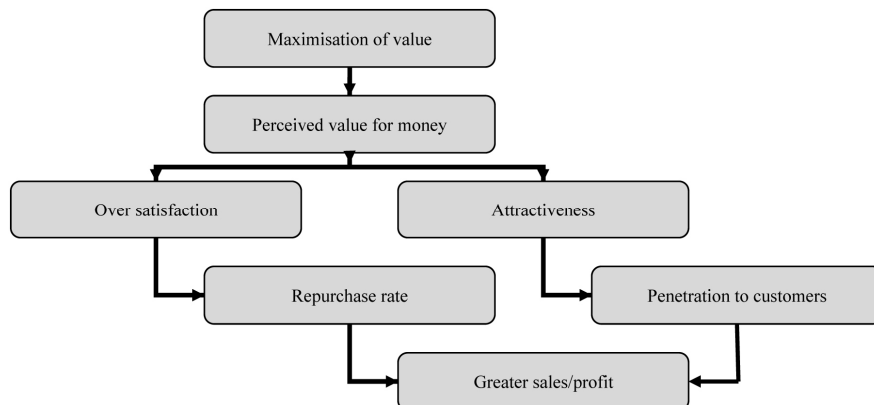 Maximisation of value
Perceived value for money
Over satisfaction
Attractiveness
Repurchase rate
Penetration to customers
Greater sales/profit